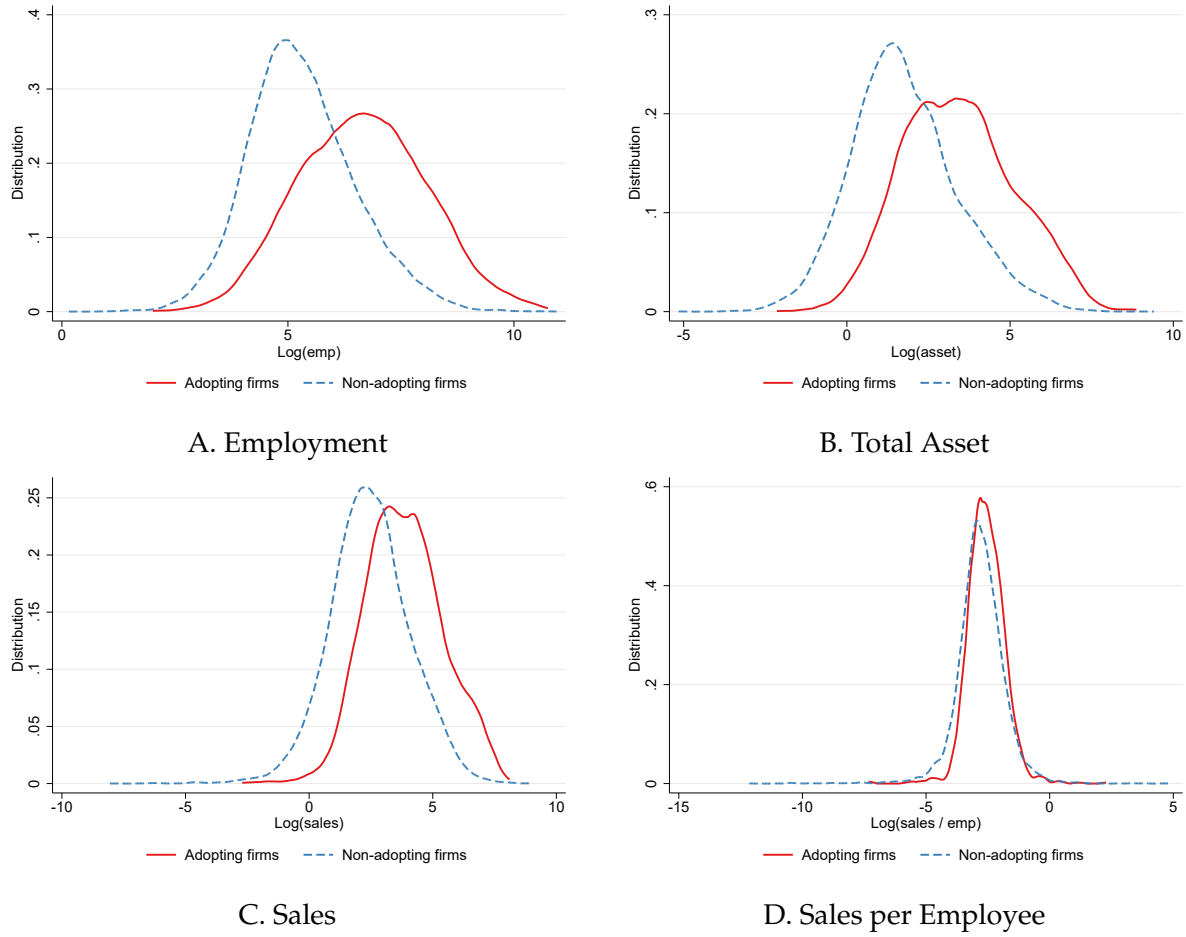 .4
.3
.2
.1
0
Distribution
0 5 10
Log(emp)
Adopting firms Non-adopting firms
A. Employment
.3
.2
.1
0
Distribution
-5 0 5 10
Log(asset)
Adopting firms Non-adopting firms
B. Total Asset
.25
.2
.15
.1
.05
0
Distribution
-10 -5 0 5 10
Log(sales)
Adopting firms Non-adopting firms
C. Sales
.6
.4
.2
0
Distribution
-15 -10 -5 0 5
Log(sales / emp)
Adopting firms Non-adopting firms
D. Sales per Employee